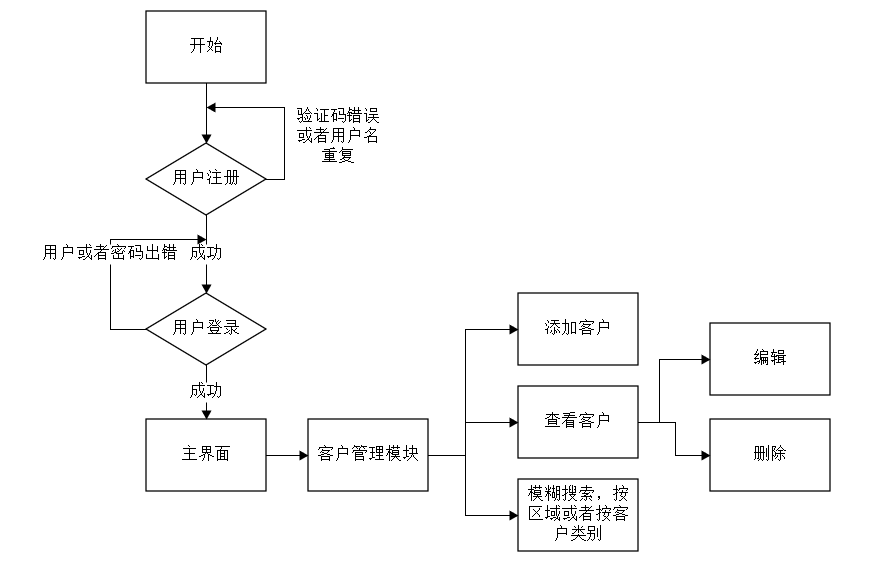 开始
验证码错误
或者用户名
重复
用户注册
用户或者密码出错
成功
用户登录
成功
主界面
客户管理模块
添加客户
查看客户
模糊搜索，按
区域或者按客
户类别
编辑
删除